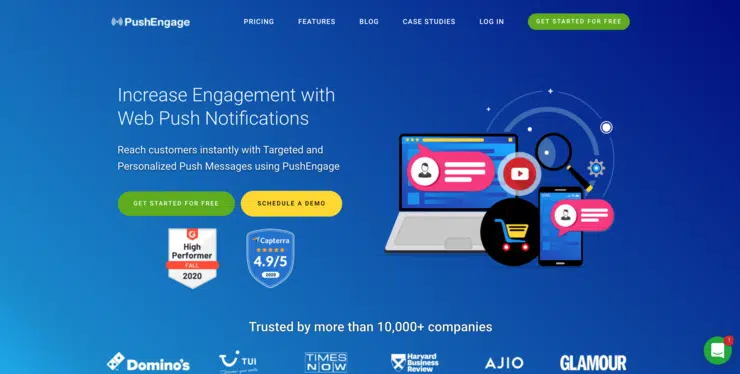 PushEngage
PRICING FEATURES BLOG CASE STUDIES LOG IN GET STARTED FOR FREE
Increase Engagement with
Web Push Notifications
Reach customers instantly with Targeted and
Personalized Push Messages using PushEngage
GET STARTED FOR FREE SCHEDULE A DEMO
High
Performer
FALL
2020
Capterra
4.9/5
Trusted by more than 10,000+ companies
Domino's
TUI
TIMES
NOW
Harvard
Business
Review
AJIO
GLAMOUR
1